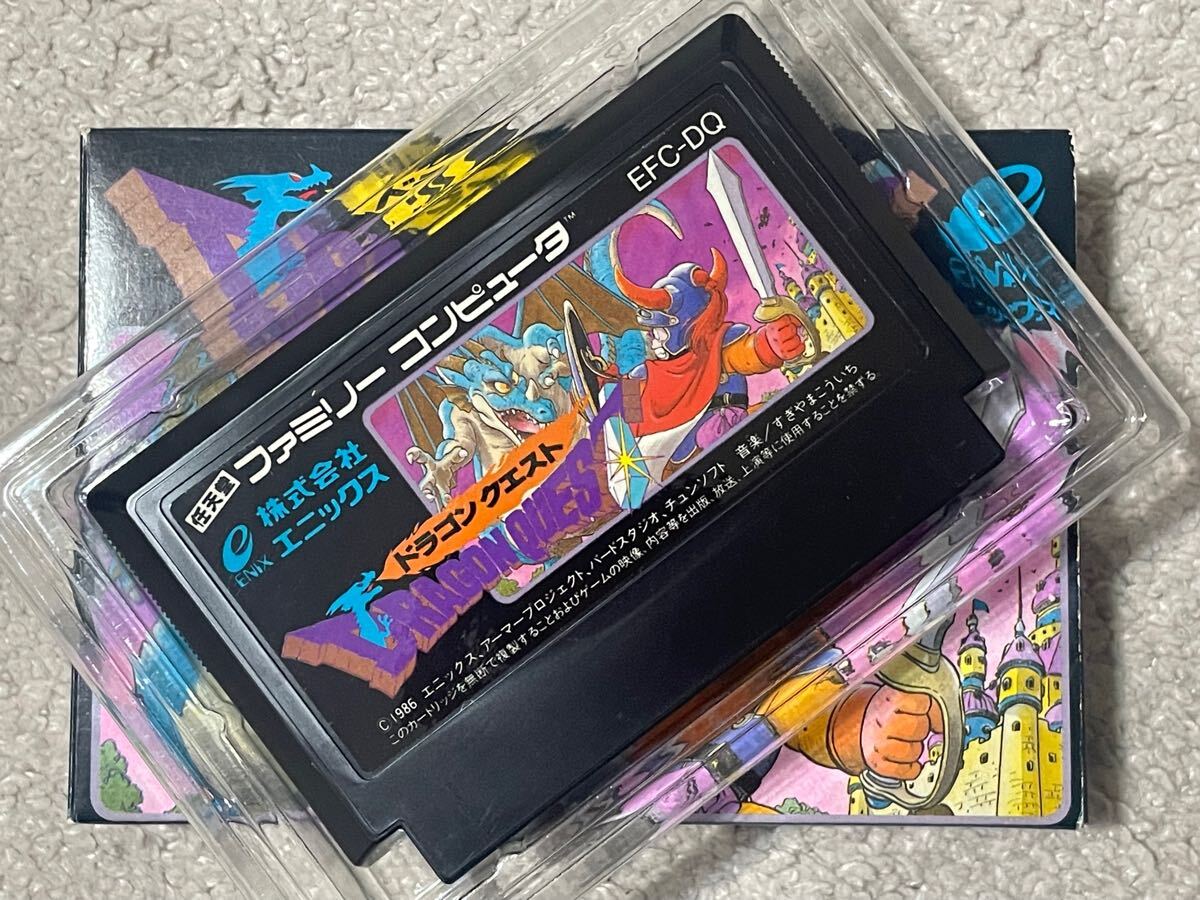 EFC-DQ
任天堂 ファミリーコンピュータ™
株式会社
エニックス
ENIX
ドラゴンクエスト
DRAGON QUEST
©1986 エニックス、アーマープロジェクト、バードスタジオ、チュンソフト 音楽/すぎやまこういち
このカートリッジを無断で複製することおよびゲームの映像、内容等を出版、放送、上演等に使用することを禁ずる